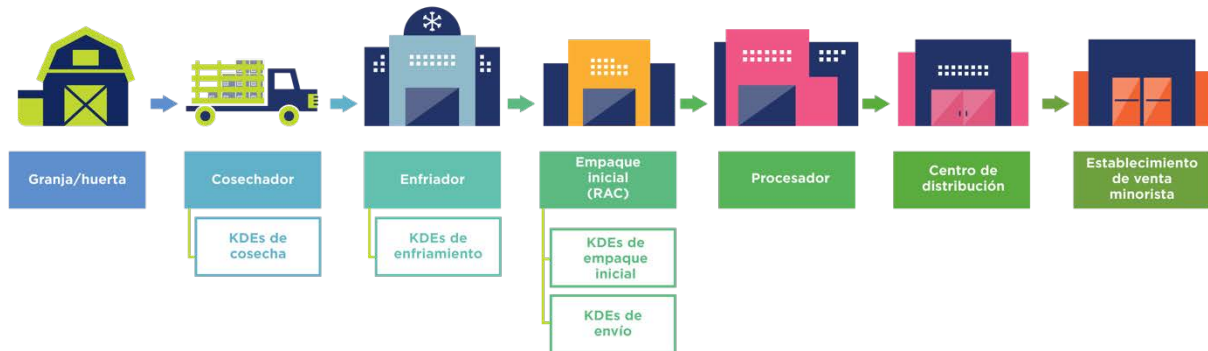 Granja/huerta
Cosechador
Enfriador
Empaque
inicial
(RAC)
Procesador
Centro de
distribución
Establecimiento
de venta
minorista
KDEs de
cosecha
KDEs de
enfriamiento
KDEs de
empaque
inicial
KDEs de
envío